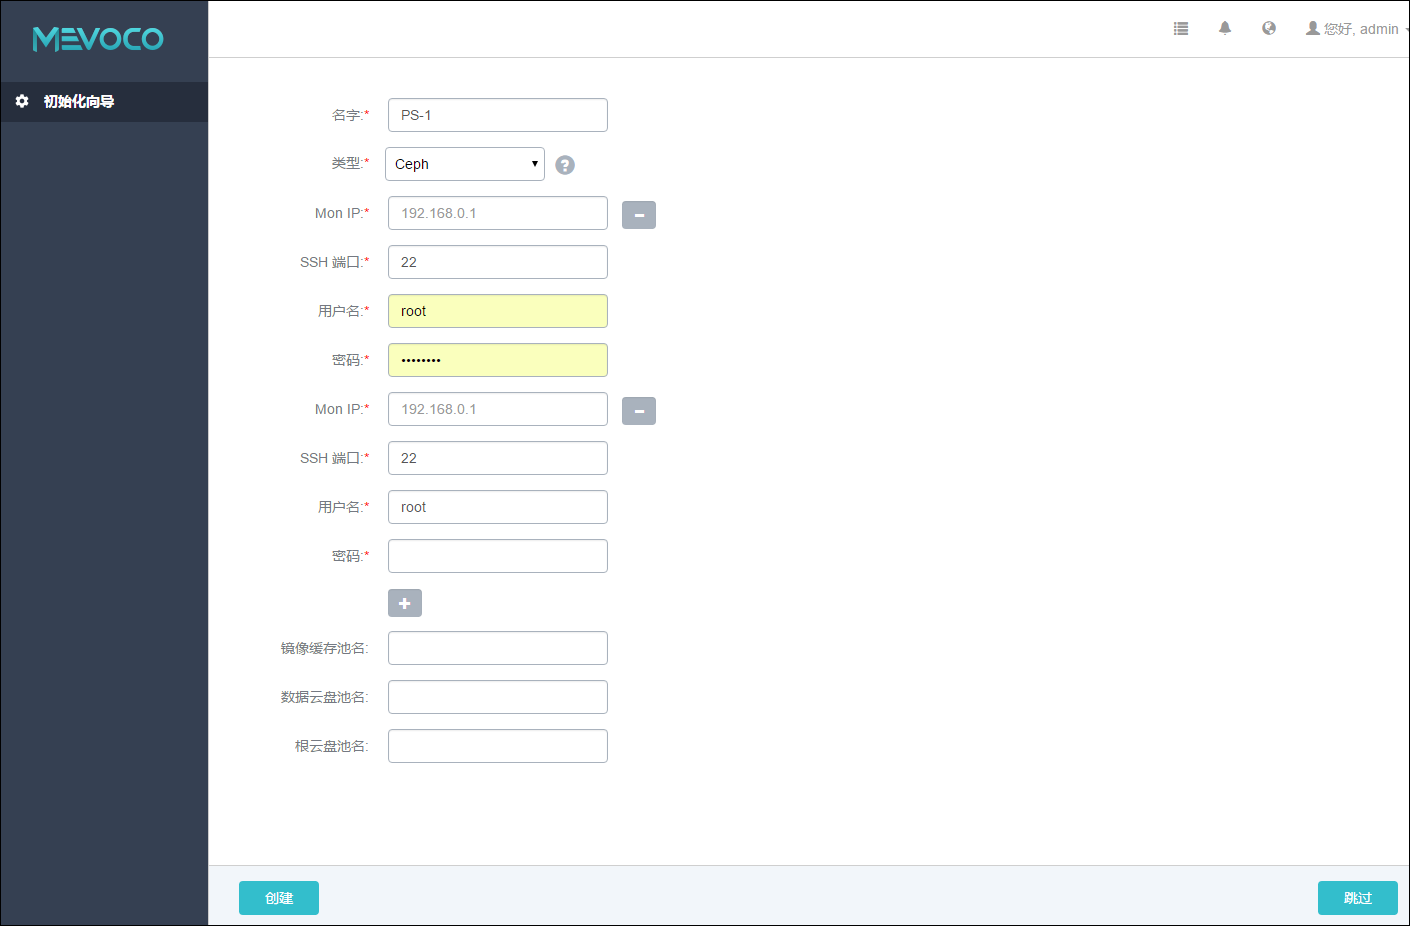 MEVOCO
您好, admin
初始化向导
名字:* PS-1
类型:* Ceph ?
Mon IP:* 192.168.0.1
SSH 端口:* 22
用户名:* root
密码:* ••••••••
Mon IP:* 192.168.0.1
SSH 端口:* 22
用户名:* root
密码:*
镜像缓存池名:
数据云盘池名:
根云盘池名:
创建 跳过